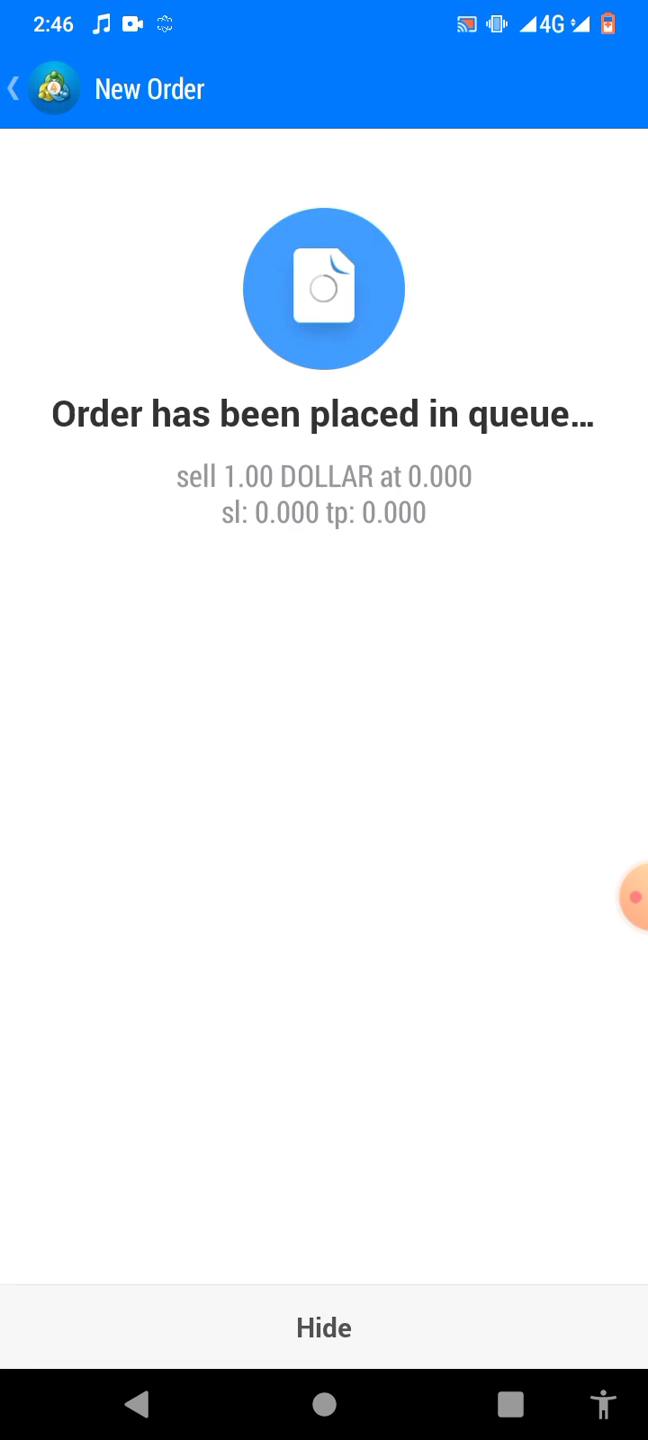 2:46
4G
New Order
Order has been placed in queue...
sell 1.00 DOLLAR at 0.000
sl: 0.000 tp: 0.000
Hide